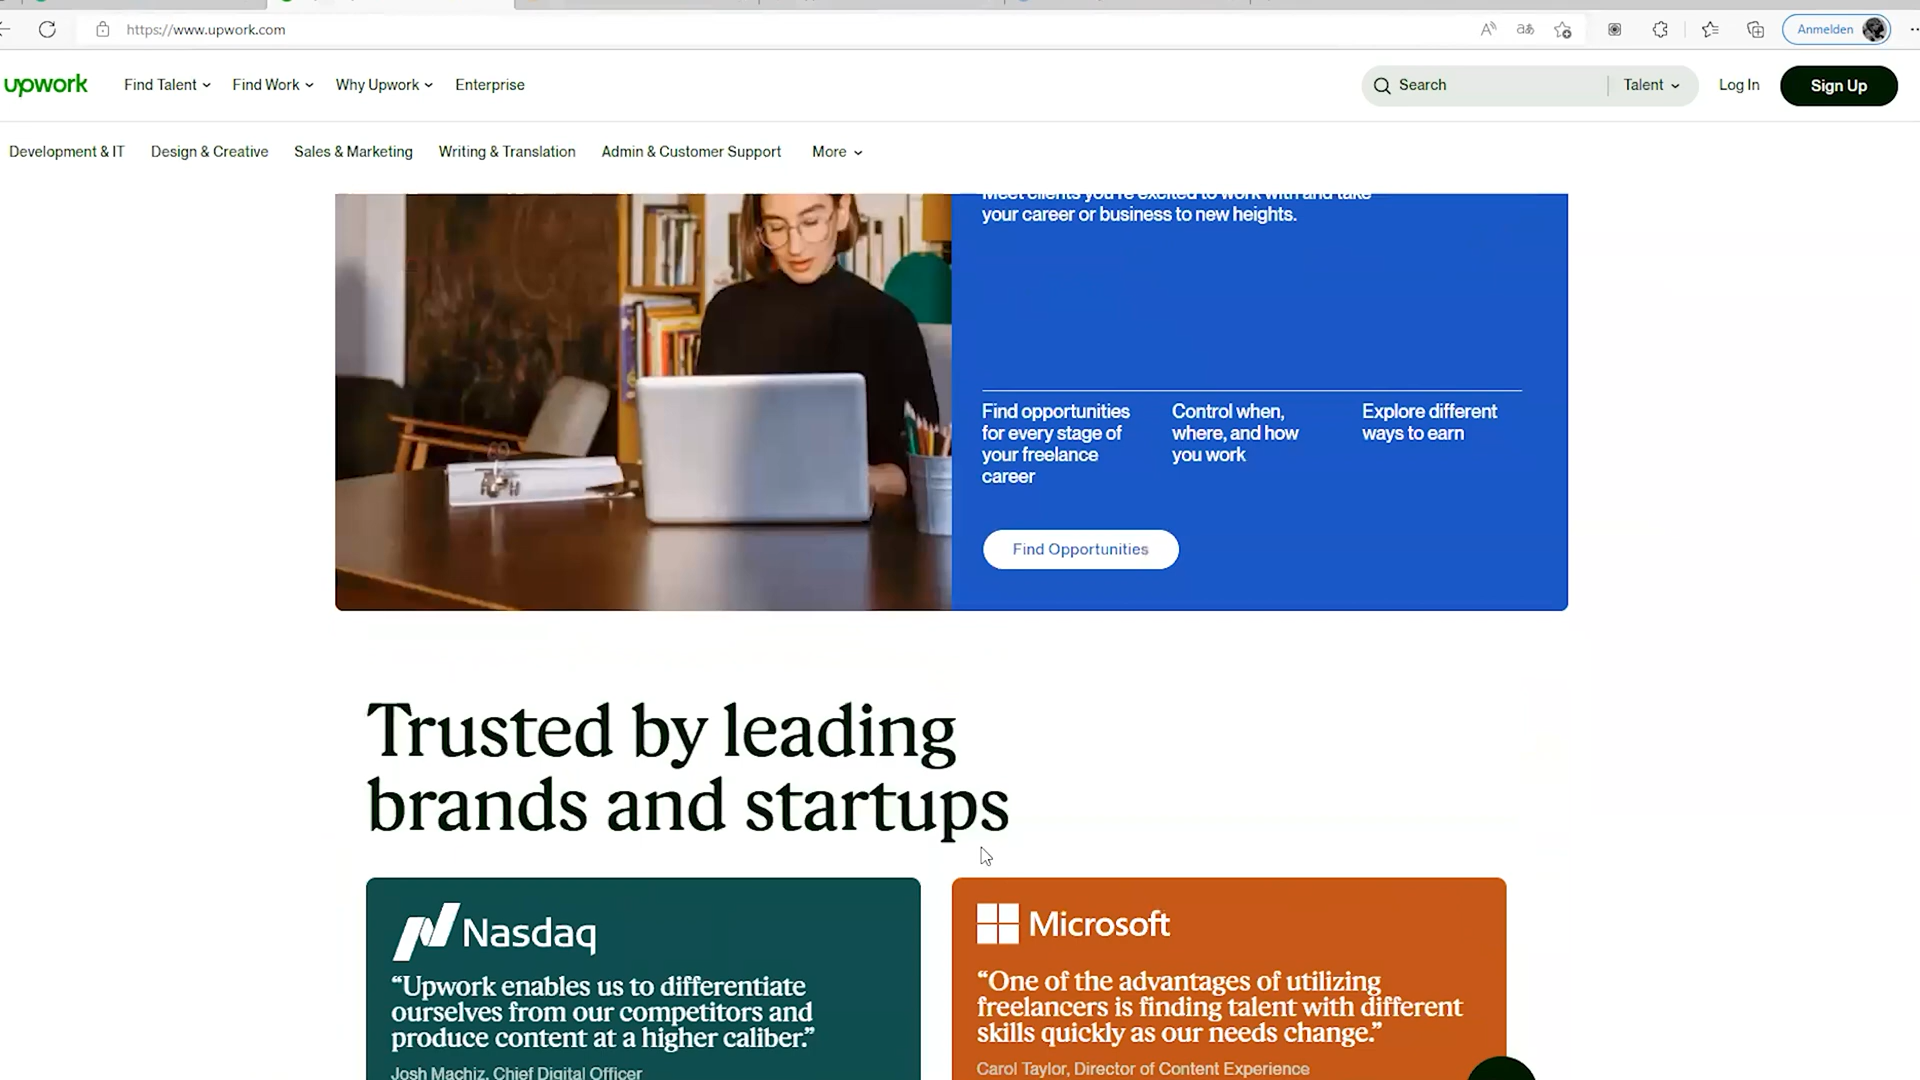 https://www.upwork.com
Anmelden
upwork
Find Talent
Find Work
Why Upwork
Enterprise
Search
Talent
Log In
Sign Up
Development & IT
Design & Creative
Sales & Marketing
Writing & Translation
Admin & Customer Support
More
Meet clients you're excited to work with and take
your career or business to new heights.
Find opportunities
for every stage of
your freelance
career
Control when,
where, and how
you work
Explore different
ways to earn
Find Opportunities
Trusted by leading
brands and startups
Nasdaq
“Upwork enables us to differentiate
ourselves from our competitors and
produce content at a higher caliber.”
Josh Machiz, Chief Digital Officer
Microsoft
“One of the advantages of utilizing
freelancers is finding talent with different
skills quickly as our needs change.”
Carol Taylor, Director of Content Experience